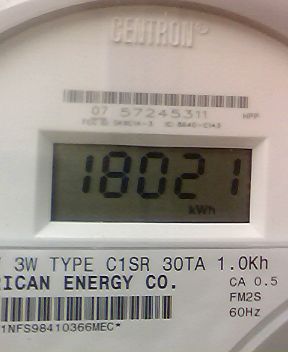 CENTRON®
07 57245311
HPP
18021
kWh
3W TYPE C1SR 30TA 1.0Kh
RICAN ENERGY CO.
CA 0.5
FM2S
60Hz
1NFS98410366MEC*